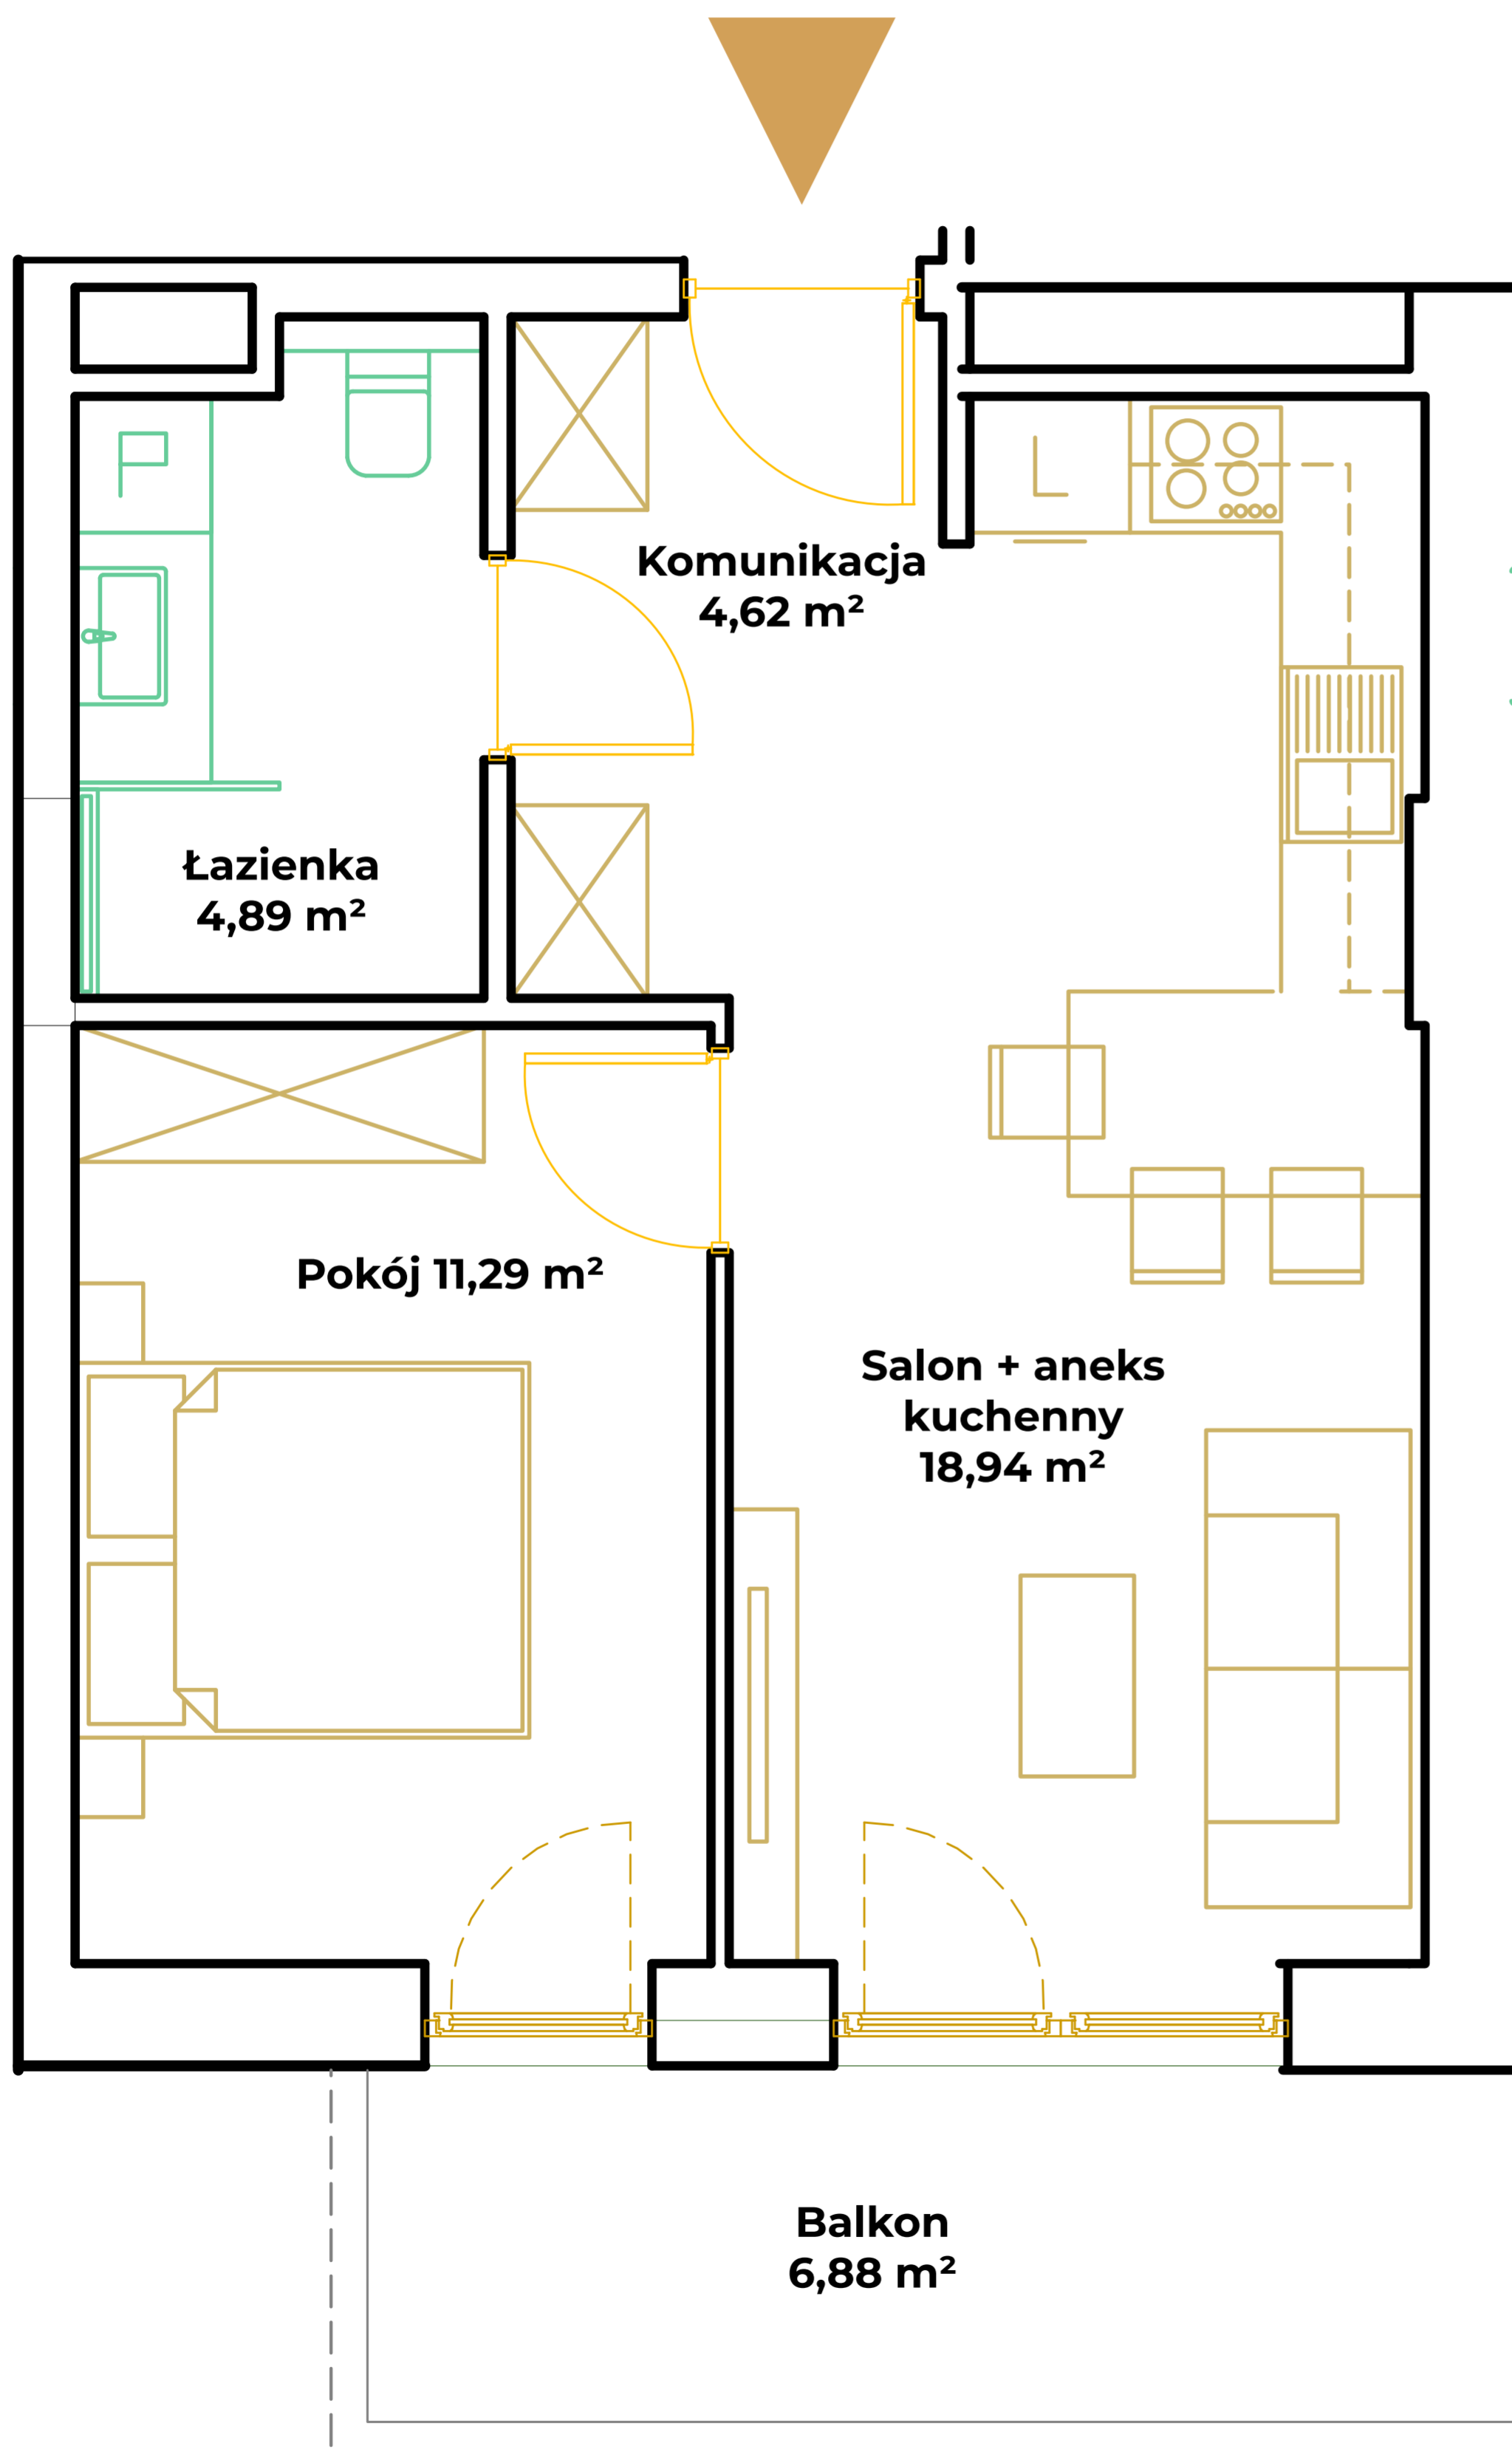 Komunikacja
4,62 m²
Łazienka
4,89 m²
Pokój 11,29 m²
Salon + aneks
kuchenny
18,94 m²
Balkon
6,88 m²